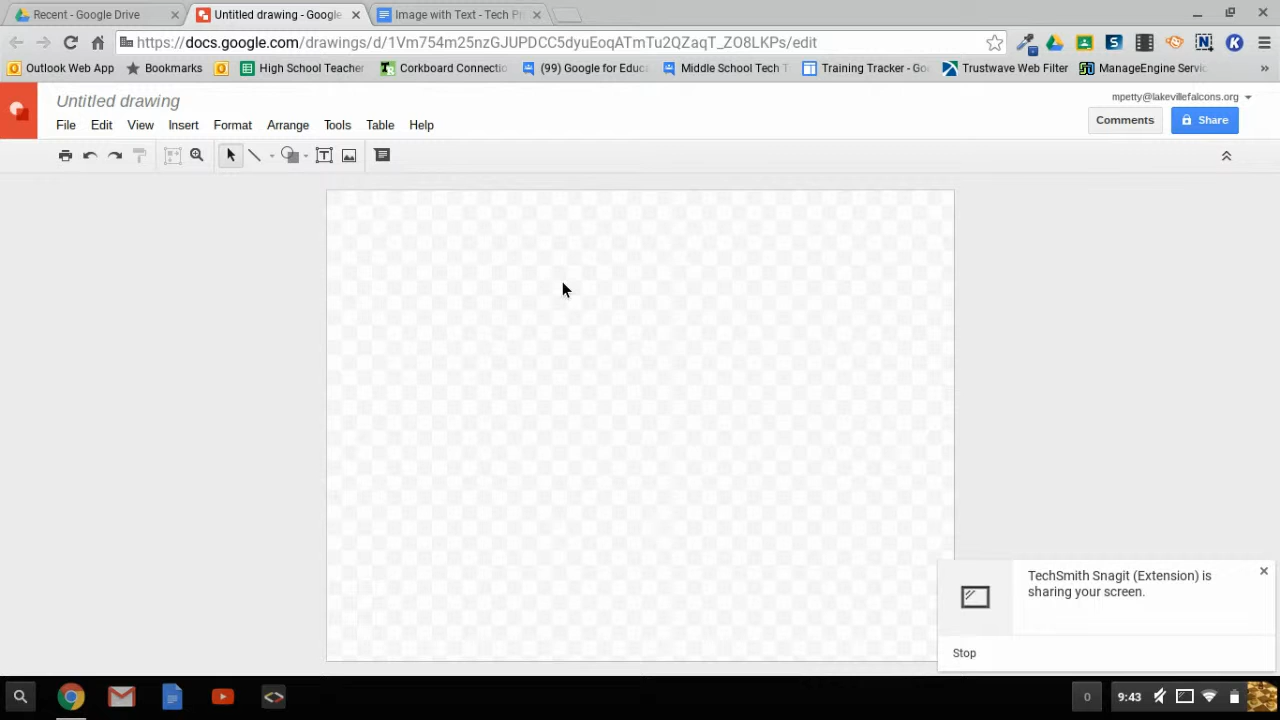 Recent - Google Drive
Untitled drawing - Google
Image with Text - Tech Pr
https://docs.google.com/drawings/d/1Vm754m25nzGJUPDCC5dyuEoqATmTu2QZaqT_ZO8LKPs/edit
Outlook Web App
Bookmarks
High School Teacher
Corkboard Connectio
(99) Google for Educ
Middle School Tech T
Training Tracker - Go
Trustwave Web Filter
ManageEngine Servic
Untitled drawing
mpetty@lakevillefalcons.org
File Edit View Insert Format Arrange Tools Table Help
Comments
Share
TechSmith Snagit (Extension) is
sharing your screen.
Stop
0
9:43